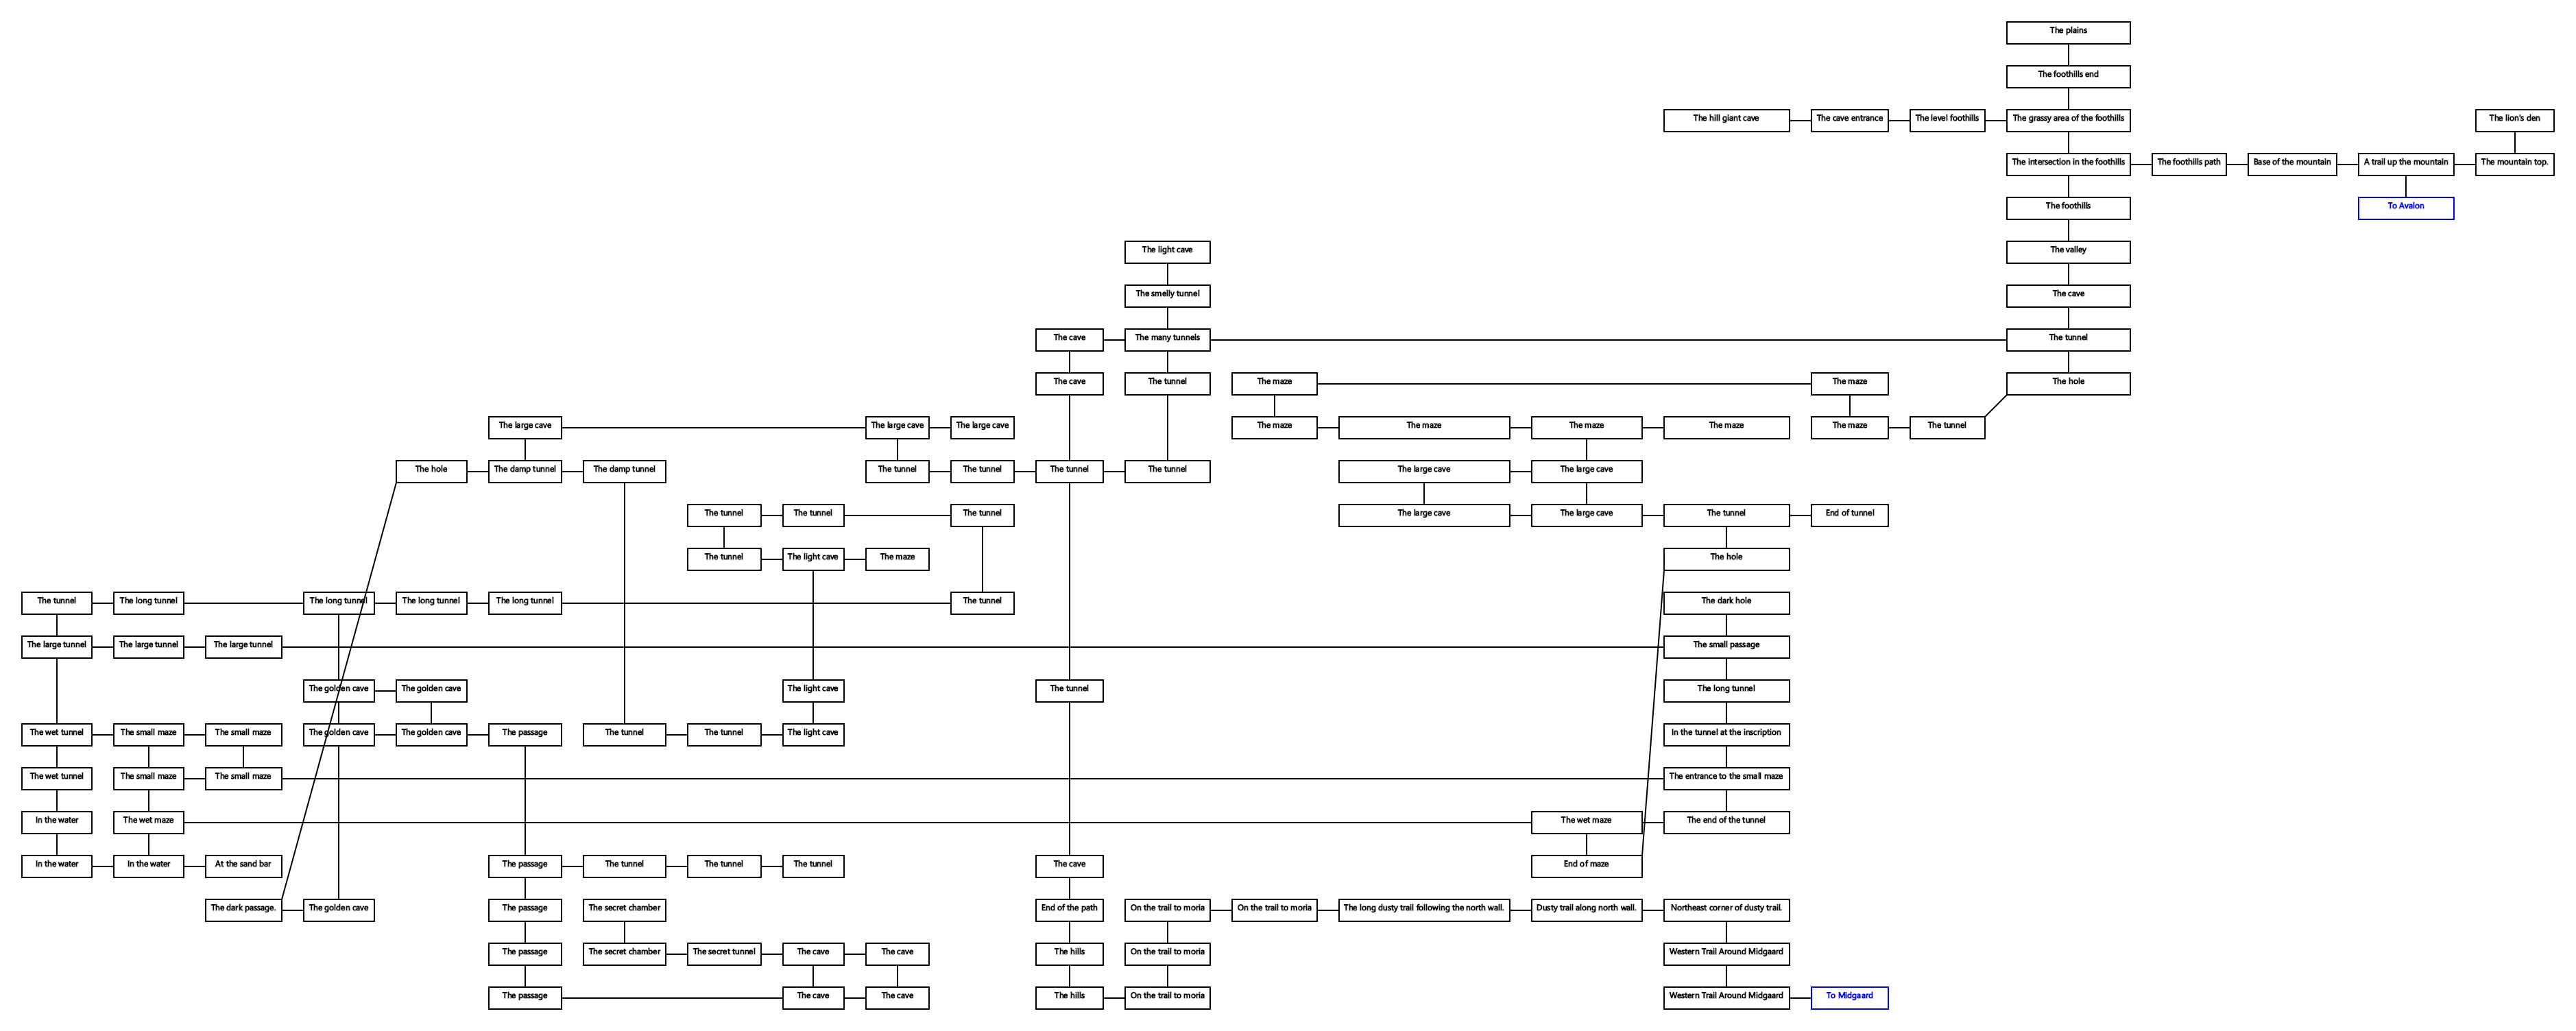 The plains
The foothills end
The hill giant cave
The cave entrance
The level foothills
The grassy area of the foothills
The lion's den
The intersection in the foothills
The foothills path
Base of the mountain
A trail up the mountain
The mountain top.
The foothills
To Avalon
The light cave
The valley
The smelly tunnel
The cave
The cave
The many tunnels
The tunnel
The cave
The tunnel
The maze
The maze
The hole
The large cave
The large cave
The large cave
The maze
The maze
The maze
The maze
The maze
The tunnel
The hole
The damp tunnel
The damp tunnel
The tunnel
The tunnel
The tunnel
The tunnel
The large cave
The large cave
The tunnel
The tunnel
The tunnel
The large cave
The large cave
The tunnel
End of tunnel
The tunnel
The light cave
The maze
The hole
The tunnel
The long tunnel
The long tunnel
The long tunnel
The long tunnel
The tunnel
The dark hole
The large tunnel
The large tunnel
The large tunnel
The small passage
The golden cave
The golden cave
The light cave
The tunnel
The long tunnel
The wet tunnel
The small maze
The small maze
The golden cave
The golden cave
The passage
The tunnel
The tunnel
The light cave
In the tunnel at the inscription
The wet tunnel
The small maze
The small maze
The entrance to the small maze
In the water
The wet maze
The wet maze
The end of the tunnel
In the water
In the water
At the sand bar
The passage
The tunnel
The tunnel
The tunnel
The cave
End of maze
The dark passage.
The golden cave
The passage
The secret chamber
End of the path
On the trail to moria
On the trail to moria
The long dusty trail following the north wall.
Dusty trail along north wall.
Northeast corner of dusty trail.
The passage
The secret chamber
The secret tunnel
The cave
The cave
The hills
On the trail to moria
Western Trail Around Midgaard
The passage
The cave
The cave
The hills
On the trail to moria
Western Trail Around Midgaard
To Midgaard